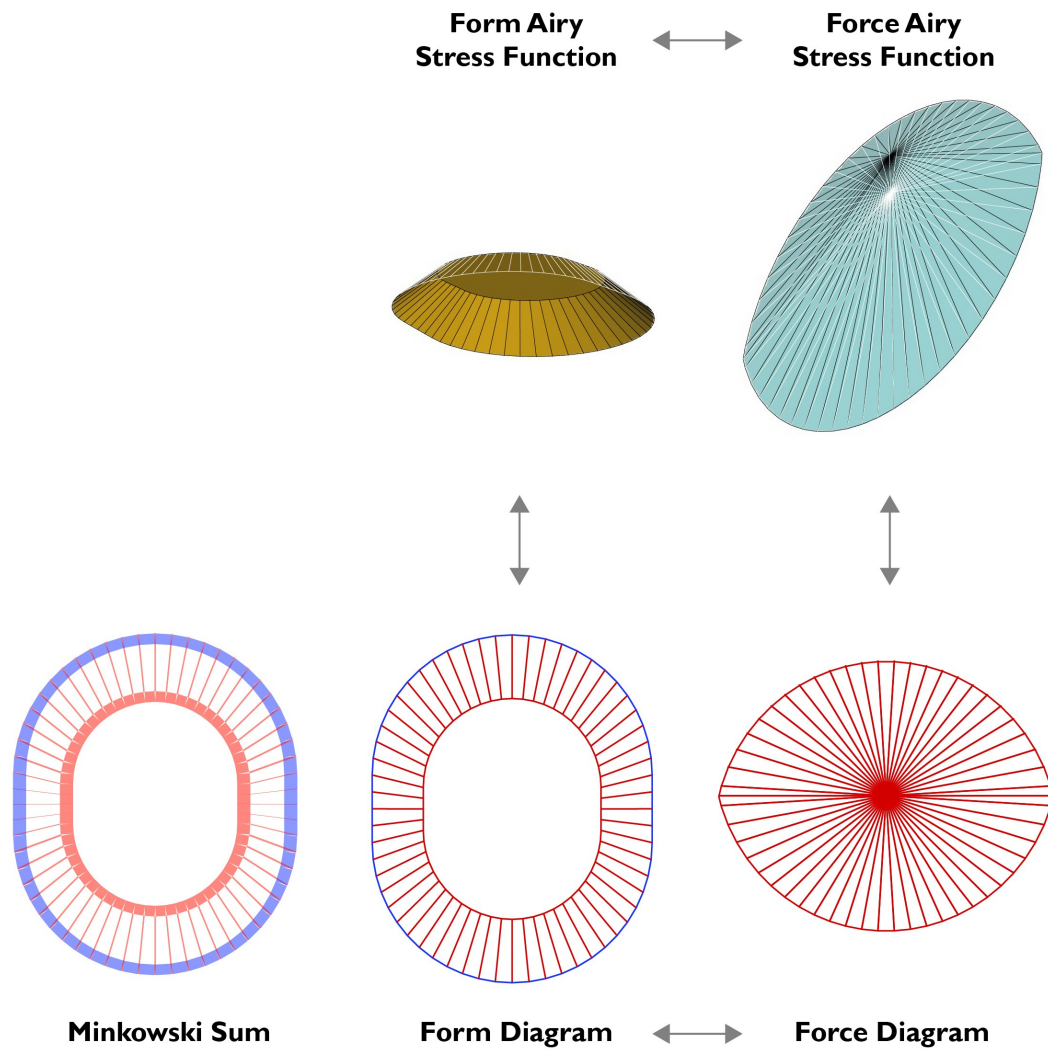 Form Airy
Stress Function
Force Airy
Stress Function
Minkowski Sum
Form Diagram
Force Diagram